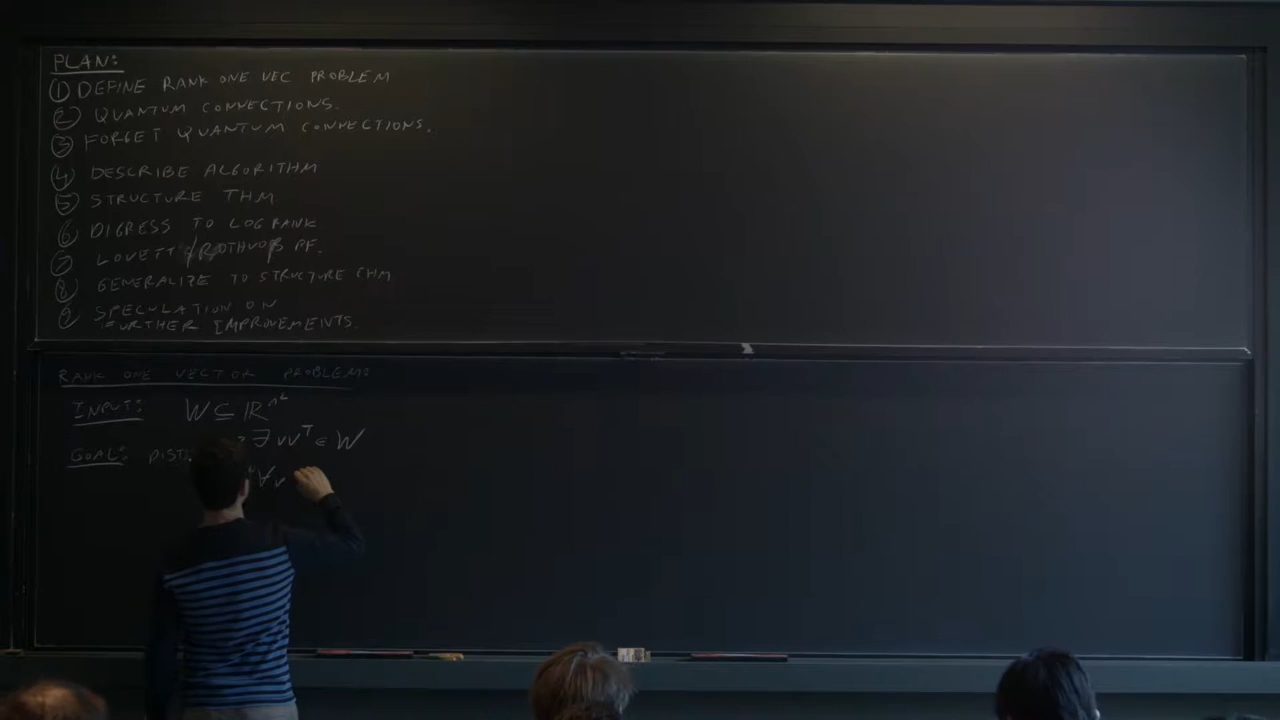 PLAN:
① DEFINE RANK ONE VEC PROBLEM
② QUANTUM CONNECTIONS.
③ FORGET QUANTUM CONNECTIONS.
④ DESCRIBE ALGORITHM
⑤ STRUCTURE THM
⑥ DIGRESS TO LOG RANK
⑦ LOVETT / ROTHVOß PF.
⑧ GENERALIZE TO STRUCTURE THM
⑨ SPECULATION ON
FURTHER IMPROVEMENTS.
RANK ONE VECTOR PROBLEM:
INPUT: W ⊆ ℝ^{n²}
∃ vvᵀ ∈ W
GOAL: DIST
∀v